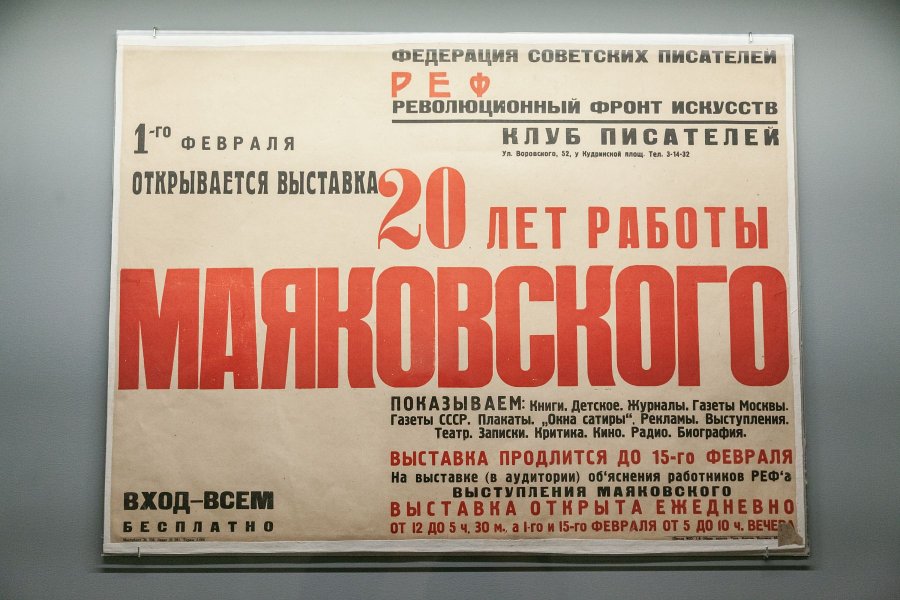 ФЕДЕРАЦИЯ СОВЕТСКИХ ПИСАТЕЛЕЙ
РЕФ
РЕВОЛЮЦИОННЫЙ ФРОНТ ИСКУССТВ
КЛУБ ПИСАТЕЛЕЙ
Ул. Воровского, 52, у Кудринской площ. Тел. 3-14-32
1-го ФЕВРАЛЯ
ОТКРЫВАЕТСЯ ВЫСТАВКА
20 ЛЕТ РАБОТЫ
МАЯКОВСКОГО
ПОКАЗЫВАЕМ: Книги. Детское. Журналы. Газеты Москвы.
Газеты СССР. Плакаты. „Окна сатиры“. Рекламы. Выступления.
Театр. Записки. Критика. Кино. Радио. Биография.
ВЫСТАВКА ПРОДЛИТСЯ ДО 15-го ФЕВРАЛЯ
На выставке (в аудитории) об‘яснения работников РЕФ‘а
ВЫСТУПЛЕНИЯ МАЯКОВСКОГО
ВЫСТАВКА ОТКРЫТА ЕЖЕДНЕВНО
ОТ 12 ДО 5 ч. 30 м., а 1-го и 15-го ФЕВРАЛЯ ОТ 5 ДО 10 ч. ВЕЧЕРА
ВХОД–ВСЕМ
БЕСПЛАТНО